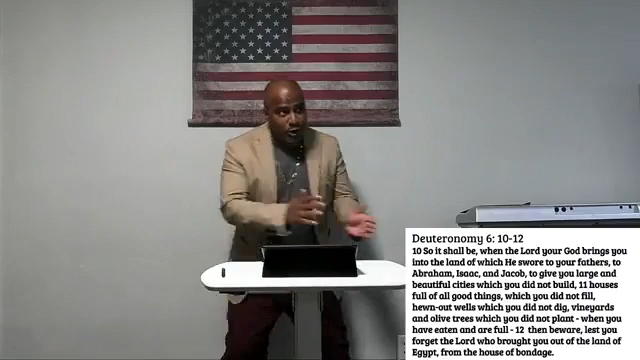 Deuteronomy 6: 10-12
10 So it shall be, when the Lord your God brings you
into the land of which He swore to your fathers, to
Abraham, Isaac, and Jacob, to give you large and
beautiful cities which you did not build, 11 houses
full of all good things, which you did not fill,
hewn-out wells which you did not dig, vineyards
and olive trees which you did not plant - when you
have eaten and are full - 12 then beware, lest you
forget the Lord who brought you out of the land of
Egypt, from the house of bondage.